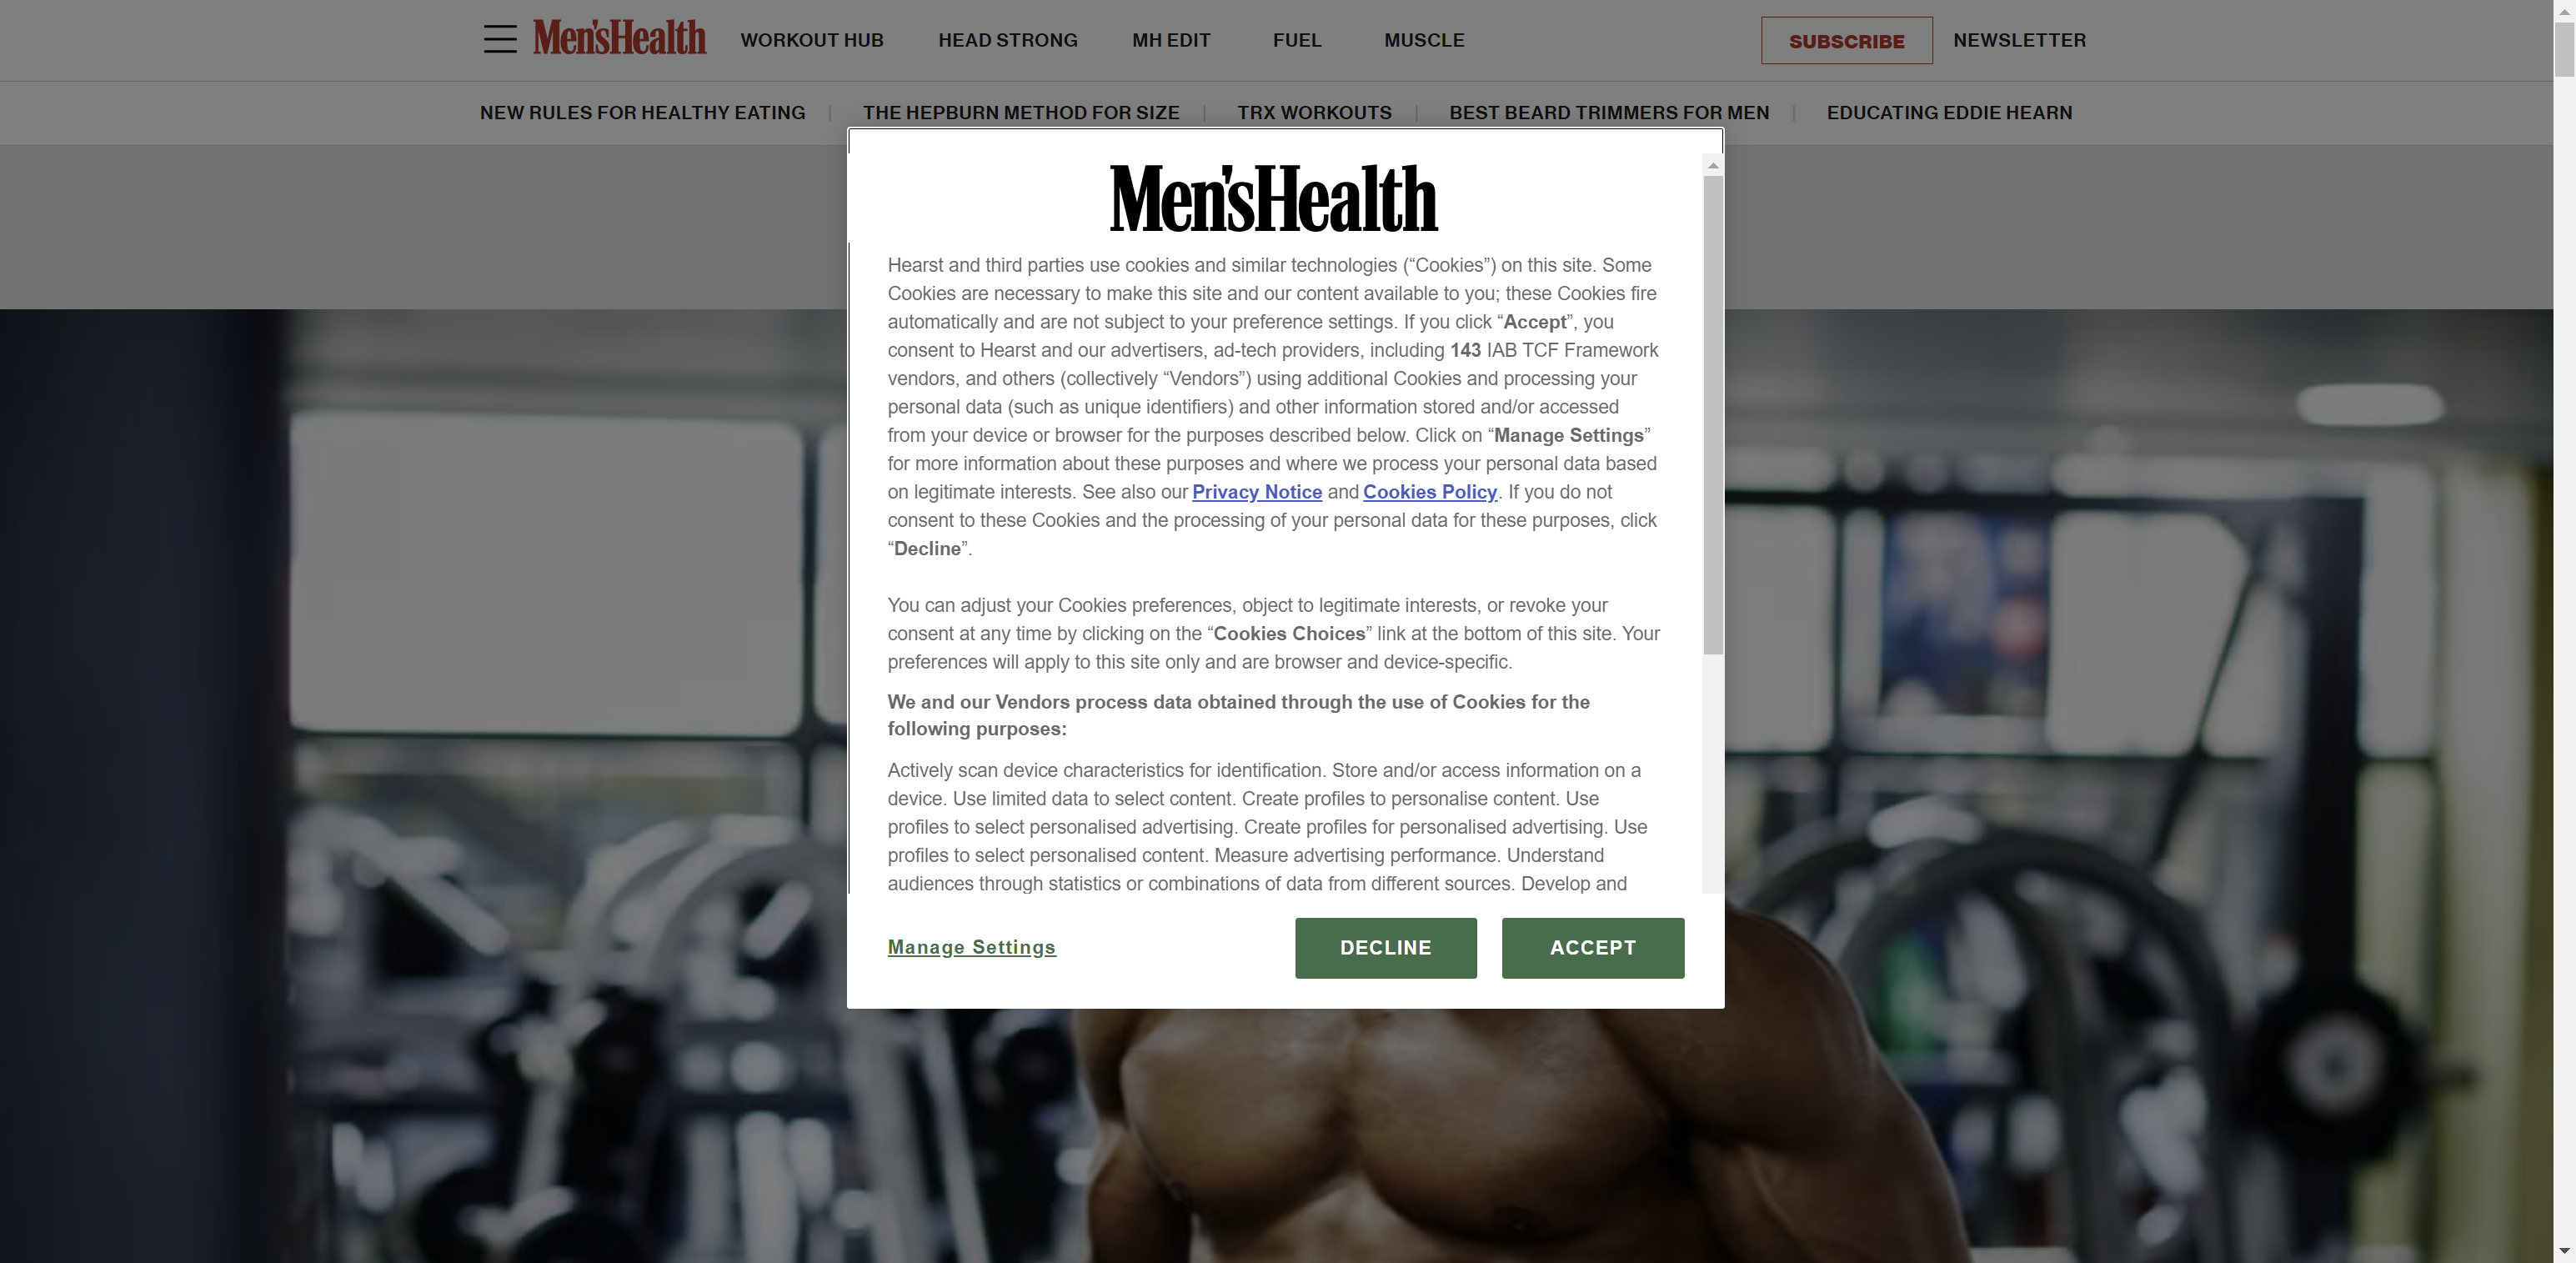 Men'sHealth
WORKOUT HUB
HEAD STRONG
MH EDIT
FUEL
MUSCLE
SUBSCRIBE
NEWSLETTER
NEW RULES FOR HEALTHY EATING
THE HEPBURN METHOD FOR SIZE
TRX WORKOUTS
BEST BEARD TRIMMERS FOR MEN
EDUCATING EDDIE HEARN
Men'sHealth
Hearst and third parties use cookies and similar technologies (“Cookies”) on this site. Some
Cookies are necessary to make this site and our content available to you; these Cookies fire
automatically and are not subject to your preference settings. If you click “Accept”, you
consent to Hearst and our advertisers, ad-tech providers, including 143 IAB TCF Framework
vendors, and others (collectively “Vendors”) using additional Cookies and processing your
personal data (such as unique identifiers) and other information stored and/or accessed
from your device or browser for the purposes described below. Click on “Manage Settings”
for more information about these purposes and where we process your personal data based
on legitimate interests. See also our Privacy Notice and Cookies Policy. If you do not
consent to these Cookies and the processing of your personal data for these purposes, click
“Decline”.
You can adjust your Cookies preferences, object to legitimate interests, or revoke your
consent at any time by clicking on the “Cookies Choices” link at the bottom of this site. Your
preferences will apply to this site only and are browser and device-specific.
We and our Vendors process data obtained through the use of Cookies for the
following purposes:
Actively scan device characteristics for identification. Store and/or access information on a
device. Use limited data to select content. Create profiles to personalise content. Use
profiles to select personalised advertising. Create profiles for personalised advertising. Use
profiles to select personalised content. Measure advertising performance. Understand
audiences through statistics or combinations of data from different sources. Develop and
Manage Settings
DECLINE
ACCEPT